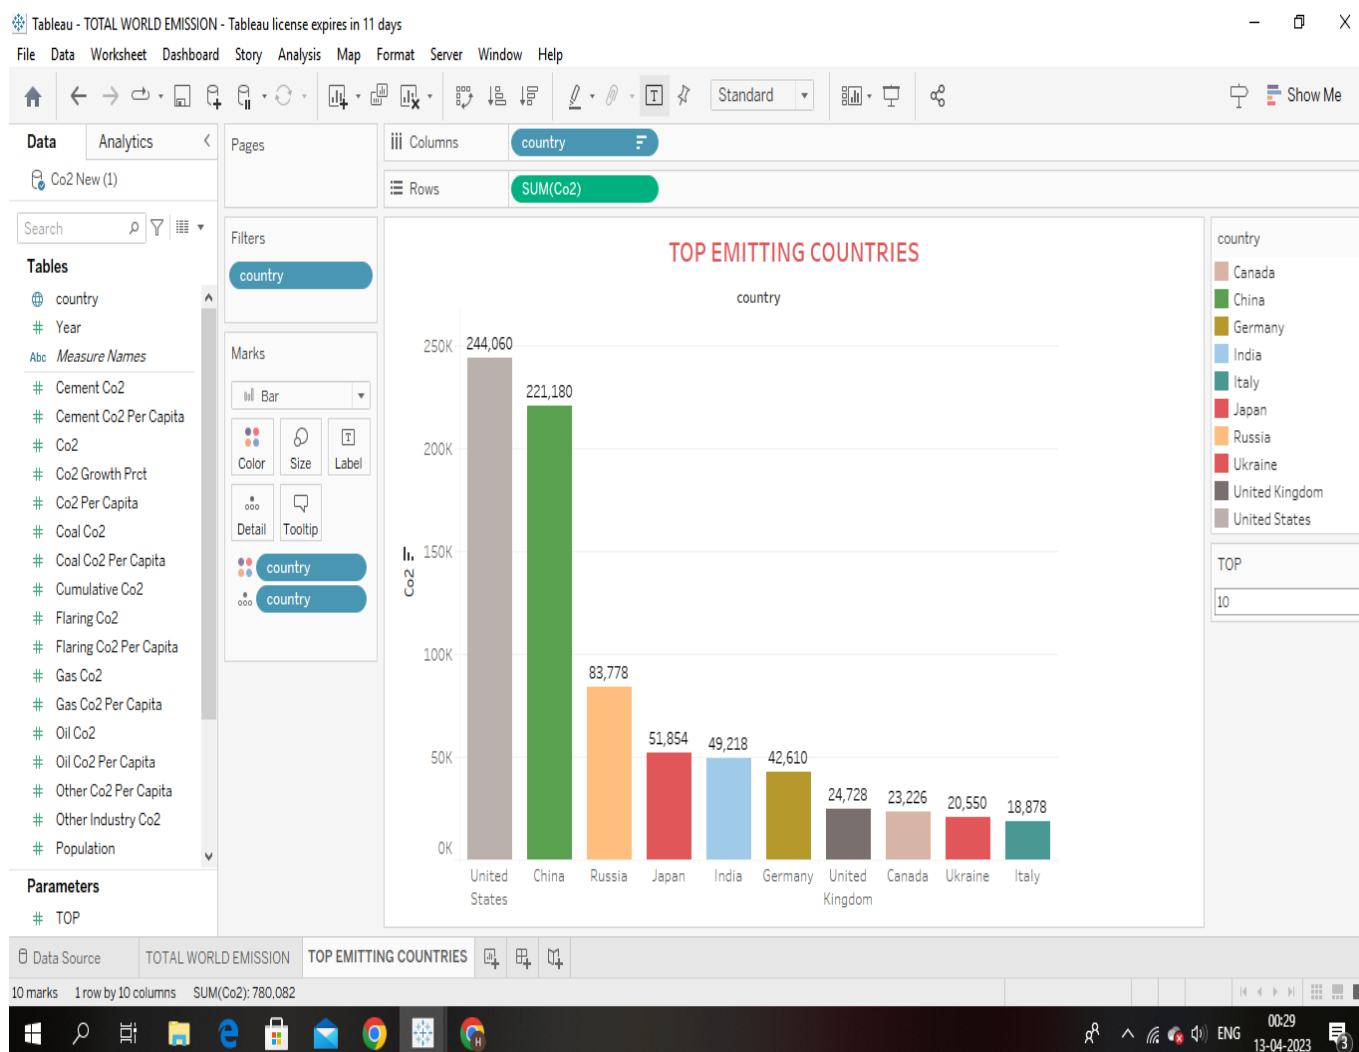 Tableau - TOTAL WORLD EMISSION - Tableau license expires in 11 days
File Data Worksheet Dashboard Story Analysis Map Format Server Window Help
Standard
Show Me
Data Analytics
Co2 New (1)
Search
Tables
country
Year
Abc Measure Names
Cement Co2
Cement Co2 Per Capita
Co2
Co2 Growth Prct
Co2 Per Capita
Coal Co2
Coal Co2 Per Capita
Cumulative Co2
Flaring Co2
Flaring Co2 Per Capita
Gas Co2
Gas Co2 Per Capita
Oil Co2
Oil Co2 Per Capita
Other Co2 Per Capita
Other Industry Co2
Population
Parameters
TOP
Pages
Filters
country
Marks
Bar
Color Size Label
Detail Tooltip
country
country
Columns country
Rows SUM(Co2)
TOP EMITTING COUNTRIES
country
Co2
250K
200K
150K
100K
50K
0K
244,060
221,180
83,778
51,854
49,218
42,610
24,728
23,226
20,550
18,878
United States
China
Russia
Japan
India
Germany
United Kingdom
Canada
Ukraine
Italy
country
Canada
China
Germany
India
Italy
Japan
Russia
Ukraine
United Kingdom
United States
TOP
10
Data Source TOTAL WORLD EMISSION TOP EMITTING COUNTRIES
10 marks 1 row by 10 columns SUM(Co2): 780,082
ENG
00:29
13-04-2023
3